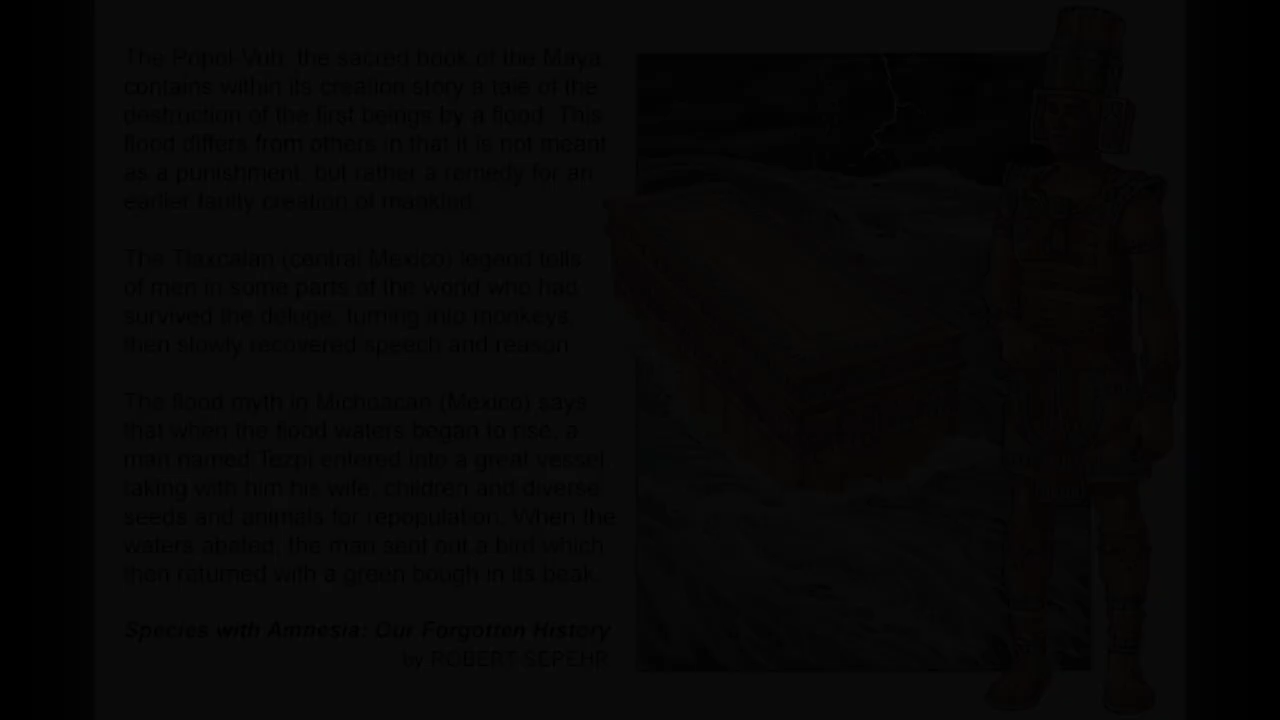 The Popol-Vuh, the sacred book of the Maya,
contains within its creation story a tale of the
destruction of the first beings by a flood. This
flood differs from others in that it is not meant
as a punishment, but rather a remedy for an
earlier faulty creation of mankind.
The Tlaxcalan (central Mexico) legend tells
of men in some parts of the world who had
survived the deluge, turning into monkeys,
then slowly recovered speech and reason.
The flood myth in Michoacan (Mexico) says
that when the flood waters began to rise, a
man named Tezpi entered into a great vessel,
taking with him his wife, children and diverse
seeds and animals for repopulation. When the
waters abated, the man sent out a bird which
then returned with a green bough in its beak.
Species with Amnesia: Our Forgotten History
by ROBERT SEPEHR